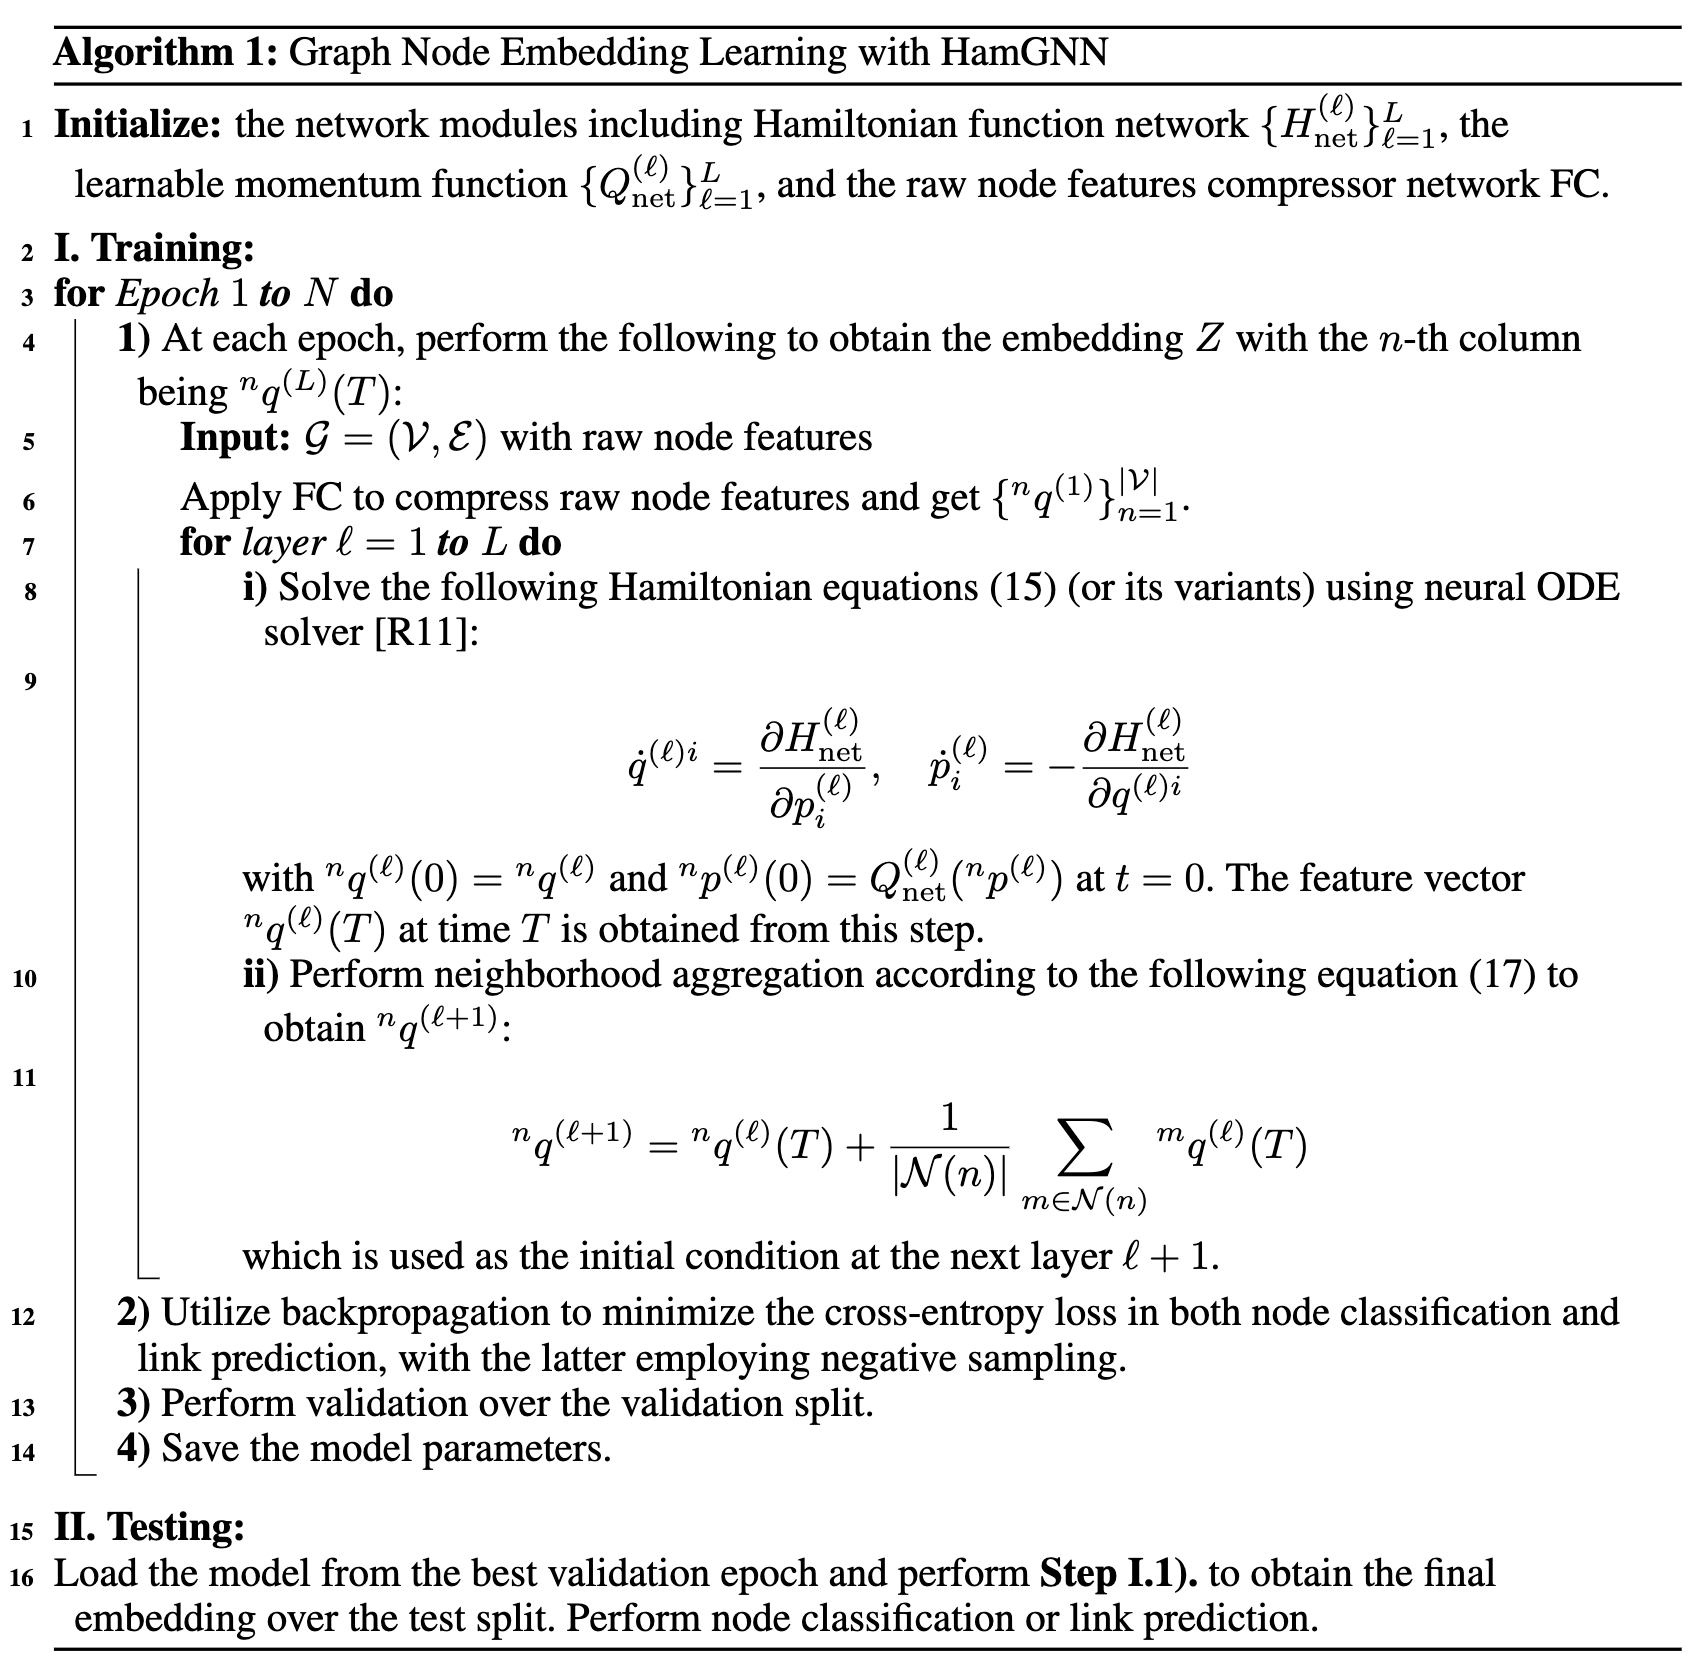 Algorithm 1: Graph Node Embedding Learning with HamGNN
1 Initialize: the network modules including Hamiltonian function network $\{H_{\text{net}}^{(\ell)}\}_{\ell=1}^{L}$, the
learnable momentum function $\{Q_{\text{net}}^{(\ell)}\}_{\ell=1}^{L}$, and the raw node features compressor network FC.
2 I. Training:
3 for Epoch 1 to N do
4 1) At each epoch, perform the following to obtain the embedding $Z$ with the $n$-th column
being ${}^{n}q^{(L)}(T)$:
5 Input: $\mathcal{G} = (\mathcal{V}, \mathcal{E})$ with raw node features
6 Apply FC to compress raw node features and get $\{{}^{n}q^{(1)}\}_{n=1}^{|\mathcal{V}|}$.
7 for layer $\ell = 1$ to $L$ do
8 i) Solve the following Hamiltonian equations (15) (or its variants) using neural ODE
solver [R11]:
9
$\dot{q}^{(\ell)i} = \frac{\partial H_{\text{net}}^{(\ell)}}{\partial p_i^{(\ell)}}, \quad \dot{p}_i^{(\ell)} = -\frac{\partial H_{\text{net}}^{(\ell)}}{\partial q^{(\ell)i}}$
with ${}^{n}q^{(\ell)}(0) = {}^{n}q^{(\ell)}$ and ${}^{n}p^{(\ell)}(0) = Q_{\text{net}}^{(\ell)}({}^{n}p^{(\ell)})$ at $t = 0$. The feature vector
${}^{n}q^{(\ell)}(T)$ at time $T$ is obtained from this step.
10 ii) Perform neighborhood aggregation according to the following equation (17) to
obtain ${}^{n}q^{(\ell+1)}$:
11
${}^{n}q^{(\ell+1)} = {}^{n}q^{(\ell)}(T) + \frac{1}{|\mathcal{N}(n)|} \sum_{m \in \mathcal{N}(n)} {}^{m}q^{(\ell)}(T)$
which is used as the initial condition at the next layer $\ell + 1$.
12 2) Utilize backpropagation to minimize the cross-entropy loss in both node classification and
link prediction, with the latter employing negative sampling.
13 3) Perform validation over the validation split.
14 4) Save the model parameters.
15 II. Testing:
16 Load the model from the best validation epoch and perform Step I.1). to obtain the final
embedding over the test split. Perform node classification or link prediction.